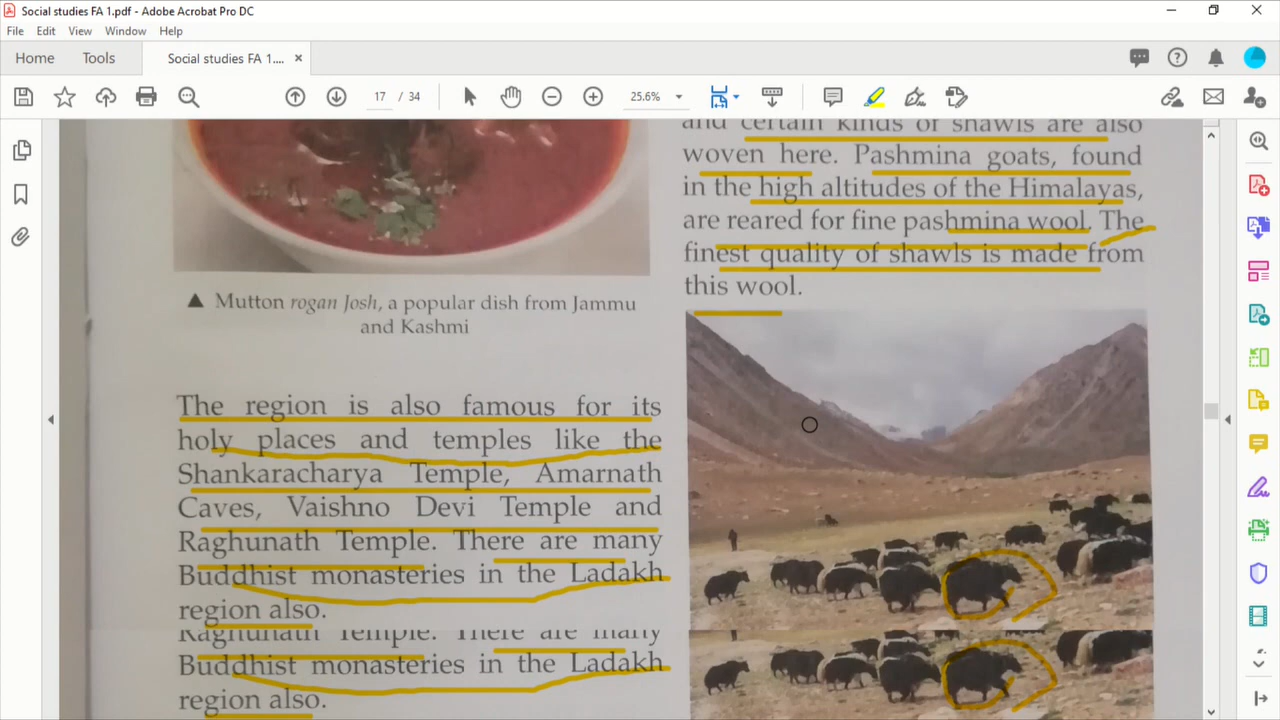 Social studies FA 1.pdf - Adobe Acrobat Pro DC
File Edit View Window Help
Home Tools Social studies FA 1....
17 / 34 25.6%
▲ Mutton rogan Josh, a popular dish from Jammu
and Kashmi
The region is also famous for its
holy places and temples like the
Shankaracharya Temple, Amarnath
Caves, Vaishno Devi Temple and
Raghunath Temple. There are many
Buddhist monasteries in the Ladakh
region also.
Raghunath Temple. There are many
Buddhist monasteries in the Ladakh
region also.
and certain kinds of shawls are also
woven here. Pashmina goats, found
in the high altitudes of the Himalayas,
are reared for fine pashmina wool. The
finest quality of shawls is made from
this wool.